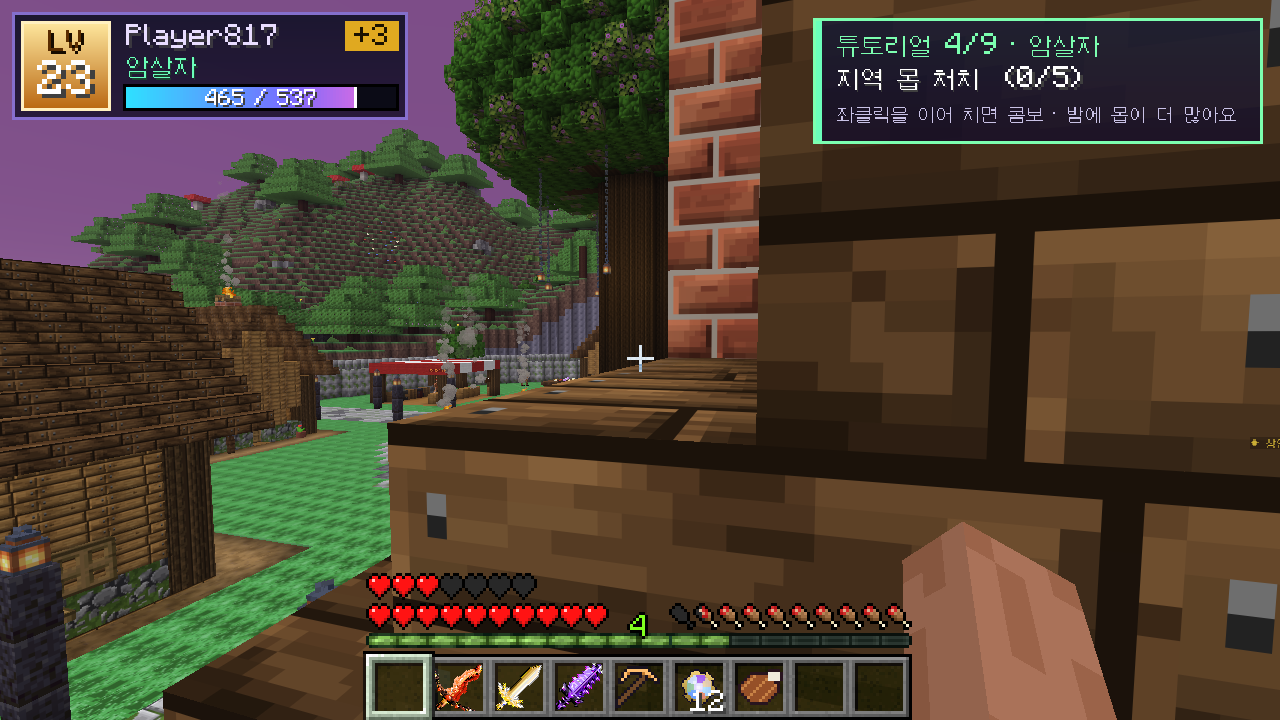 LV
23
Player817
+3
암살자
465 / 537
튜토리얼 4/9 · 암살자
지역 몹 처치 (0/5)
좌클릭을 이어 치면 콤보 · 밤에 몹이 더 많아요
4
12